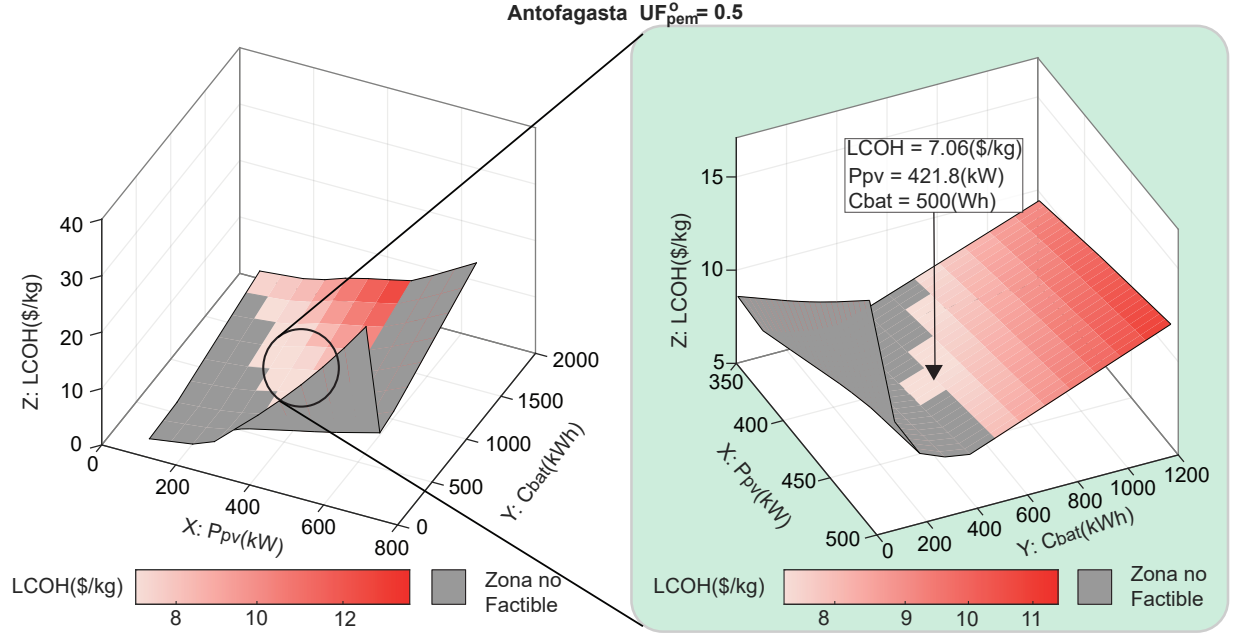 Antofagasta UF°pem= 0.5
Z: LCOH($/kg)
40
30
20
10
0
0
200
400
600
800
X: Ppv(kW)
0
500
1000
1500
2000
Y: Cbat(kWh)
LCOH($/kg)
8
10
12
Zona no
Factible
LCOH = 7.06($/kg)
Ppv = 421.8(kW)
Cbat = 500(Wh)
Z: LCOH($/kg)
15
10
5
350
400
450
500
X: Ppv(kW)
0
200
400
600
800
1000
1200
Y: Cbat(kWh)
LCOH($/kg)
8
9
10
11
Zona no
Factible